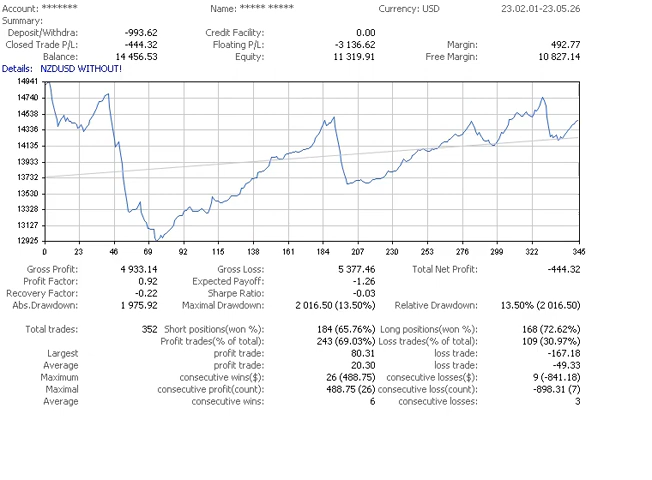 Account: ******* Name: ***** ***** Currency: USD 23.02.01-23.05.26
Summary:
Deposit/Withdra: -993.62 Credit Facility: 0.00
Closed Trade P/L: -444.32 Floating P/L: -3 136.62 Margin: 492.77
Balance: 14 456.53 Equity: 11 319.91 Free Margin: 10 827.14
Details: NZDUSD WITHOUT!
14941
14740
14538
14336
14135
13933
13732
13530
13328
13127
12925
0 23 46 69 92 115 138 161 184 207 230 253 276 299 322 345
Gross Profit: 4 933.14 Gross Loss: 5 377.46 Total Net Profit: -444.32
Profit Factor: 0.92 Expected Payoff: -1.26
Recovery Factor: -0.22 Sharpe Ratio: -0.03
Abs.Drawdown: 1 975.92 Maximal Drawdown: 2 016.50 (13.50%) Relative Drawdown: 13.50% (2 016.50)
Total trades: 352 Short positions(won %): 184 (65.76%) Long positions(won %): 168 (72.62%)
Profit trades(% of total): 243 (69.03%) Loss trades(% of total): 109 (30.97%)
Largest profit trade: 80.31 loss trade: -167.18
Average profit trade: 20.30 loss trade: -49.33
Maximum consecutive wins($): 26 (488.75) consecutive losses($): 9 (-841.18)
Maximal consecutive profit(count): 488.75 (26) consecutive loss(count): -898.31 (7)
Average consecutive wins: 6 consecutive losses: 3